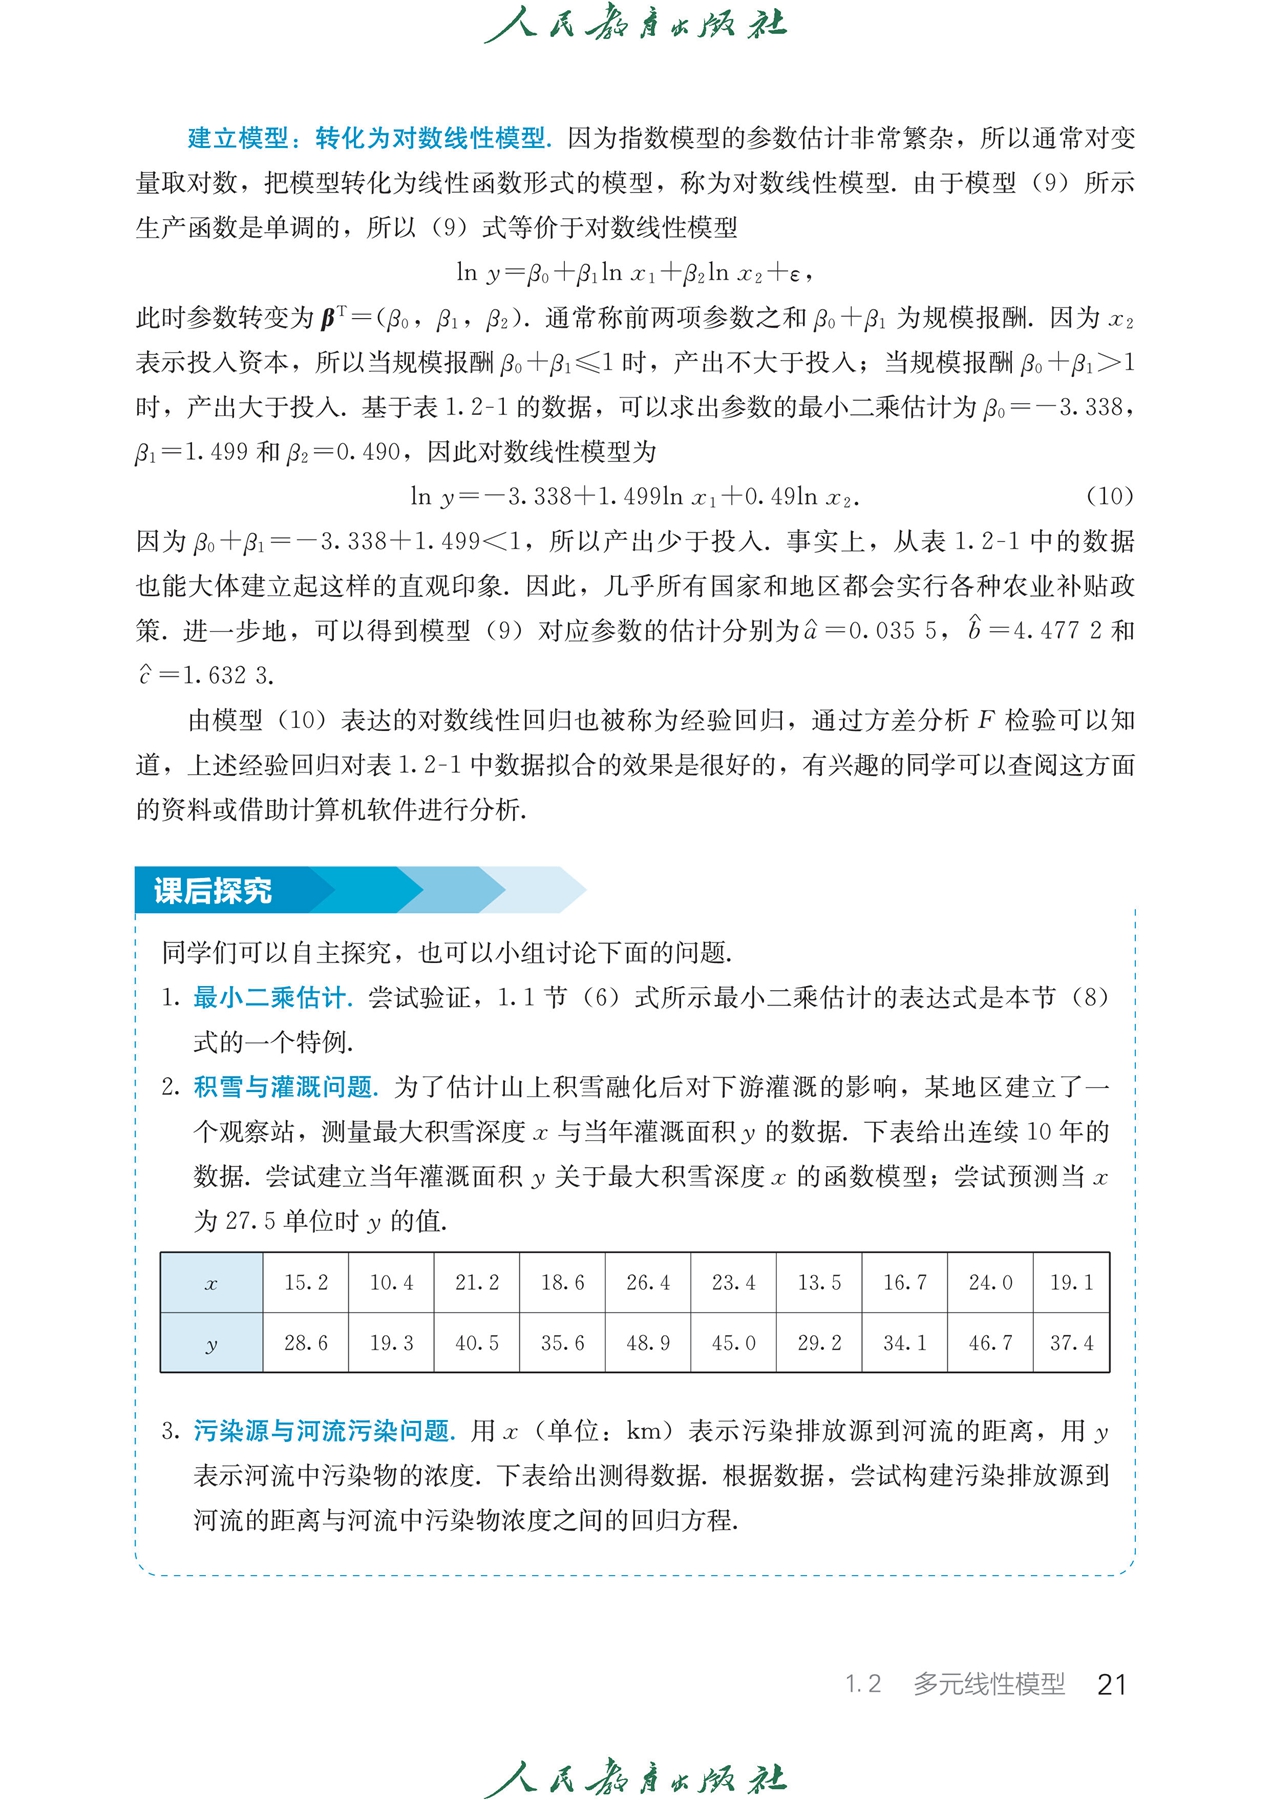 人民教育出版社
建立模型：转化为对数线性模型. 因为指数模型的参数估计非常繁杂，所以通常对变
量取对数，把模型转化为线性函数形式的模型，称为对数线性模型. 由于模型（9）所示
生产函数是单调的，所以（9）式等价于对数线性模型
ln y=β₀+β₁ln x₁+β₂ln x₂+ε，
此时参数转变为 βᵀ=(β₀，β₁，β₂). 通常称前两项参数之和 β₀+β₁ 为规模报酬. 因为 x₂
表示投入资本，所以当规模报酬 β₀+β₁≤1 时，产出不大于投入；当规模报酬 β₀+β₁>1
时，产出大于投入. 基于表 1.2-1 的数据，可以求出参数的最小二乘估计为 β₀=-3.338，
β₁=1.499 和 β₂=0.490，因此对数线性模型为
ln y=-3.338+1.499ln x₁+0.49ln x₂. （10）
因为 β₀+β₁=-3.338+1.499<1，所以产出少于投入. 事实上，从表 1.2-1 中的数据
也能大体建立起这样的直观印象. 因此，几乎所有国家和地区都会实行各种农业补贴政
策. 进一步地，可以得到模型（9）对应参数的估计分别为 â=0.035 5，b̂=4.477 2 和
ĉ=1.632 3.
由模型（10）表达的对数线性回归也被称为经验回归，通过方差分析 F 检验可以知
道，上述经验回归对表 1.2-1 中数据拟合的效果是很好的，有兴趣的同学可以查阅这方面
的资料或借助计算机软件进行分析.
课后探究
同学们可以自主探究，也可以小组讨论下面的问题.
1. 最小二乘估计. 尝试验证，1.1 节（6）式所示最小二乘估计的表达式是本节（8）
式的一个特例.
2. 积雪与灌溉问题. 为了估计山上积雪融化后对下游灌溉的影响，某地区建立了一
个观察站，测量最大积雪深度 x 与当年灌溉面积 y 的数据. 下表给出连续 10 年的
数据. 尝试建立当年灌溉面积 y 关于最大积雪深度 x 的函数模型；尝试预测当 x
为 27.5 单位时 y 的值.
x 15.2 10.4 21.2 18.6 26.4 23.4 13.5 16.7 24.0 19.1
y 28.6 19.3 40.5 35.6 48.9 45.0 29.2 34.1 46.7 37.4
3. 污染源与河流污染问题. 用 x（单位：km）表示污染排放源到河流的距离，用 y
表示河流中污染物的浓度. 下表给出测得数据. 根据数据，尝试构建污染排放源到
河流的距离与河流中污染物浓度之间的回归方程.
1.2 多元线性模型 21
人民教育出版社